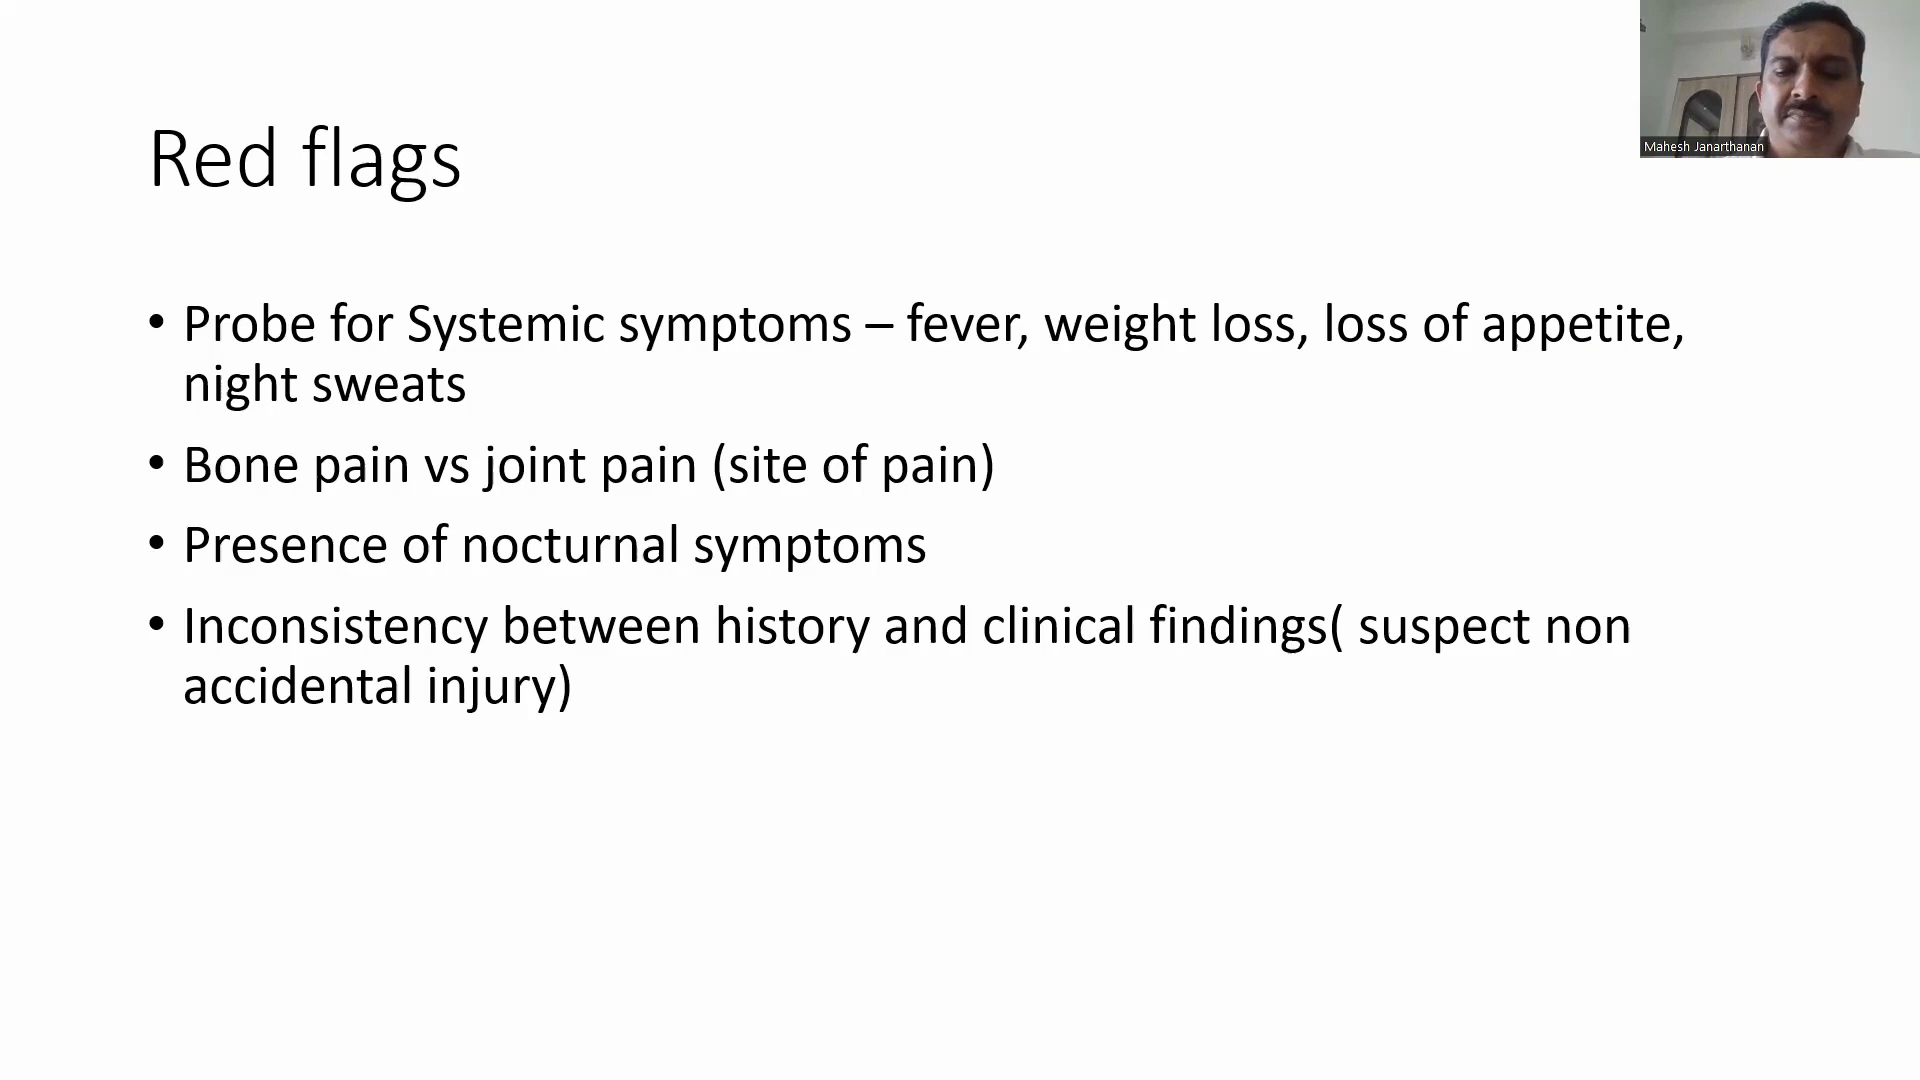 Mahesh Janarthanan
Red flags
• Probe for Systemic symptoms – fever, weight loss, loss of appetite,
night sweats
• Bone pain vs joint pain (site of pain)
• Presence of nocturnal symptoms
• Inconsistency between history and clinical findings( suspect non
accidental injury)